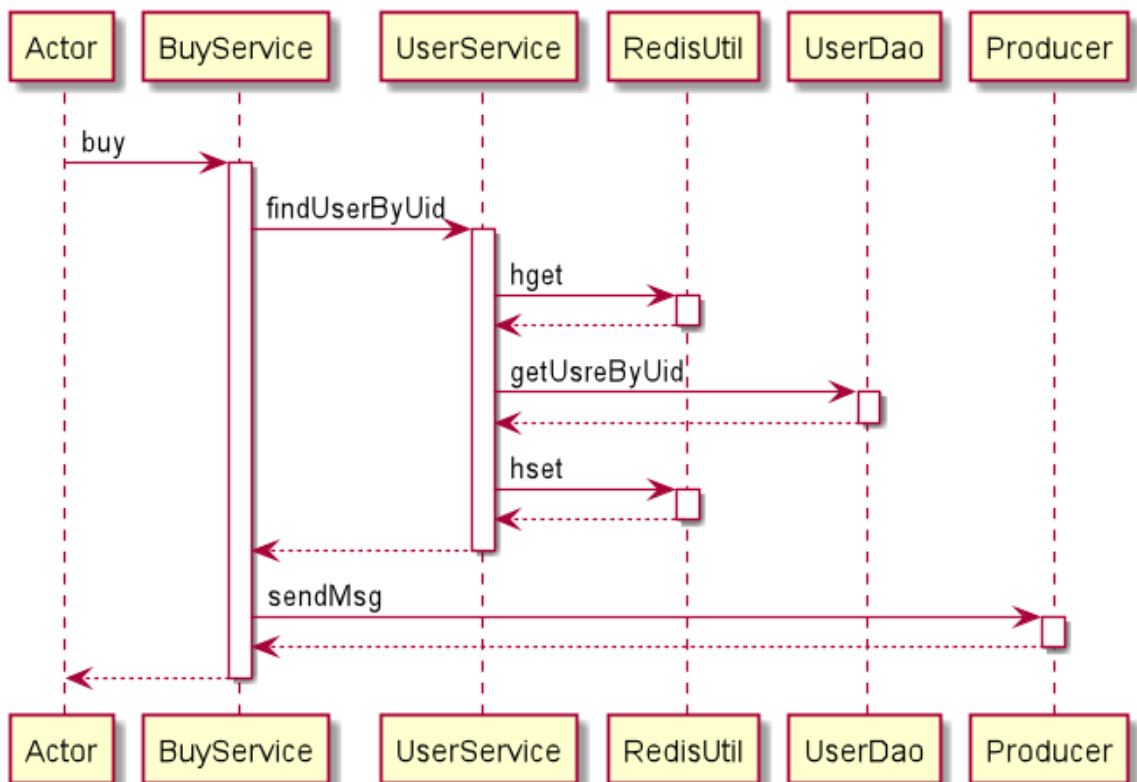 Actor BuyService UserService RedisUtil UserDao Producer
buy
findUserByUid
hget
getUsreByUid
hset
sendMsg
Actor BuyService UserService RedisUtil UserDao Producer